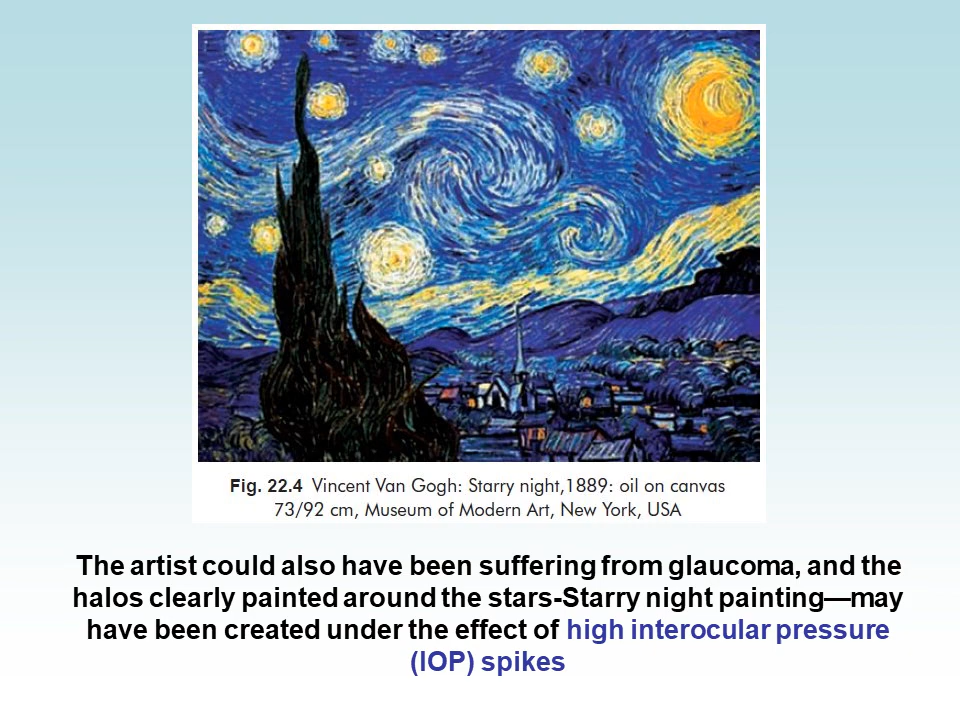 Fig. 22.4 Vincent Van Gogh: Starry night,1889: oil on canvas
73/92 cm, Museum of Modern Art, New York, USA
The artist could also have been suffering from glaucoma, and the
halos clearly painted around the stars-Starry night painting—may
have been created under the effect of high interocular pressure
(IOP) spikes